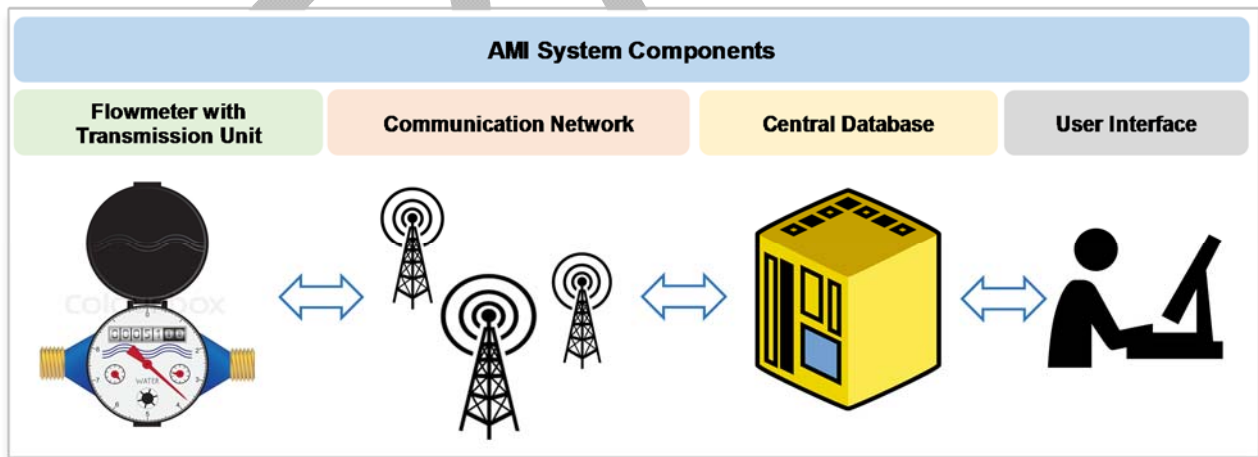 AMI System Components
Flowmeter with
Transmission Unit
Communication Network
Central Database
User Interface
WATER